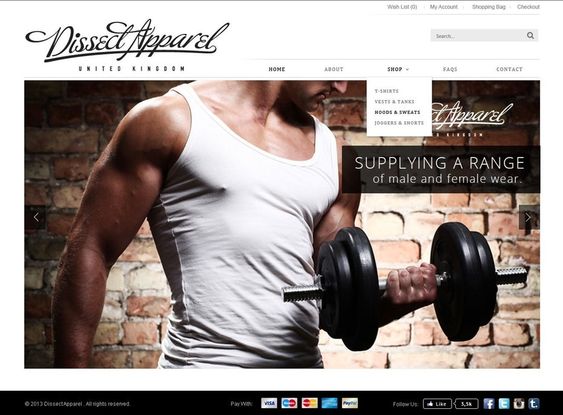 Wish List (0)
My Account
Shopping Bag
Checkout
Dissect Apparel
UNITED KINGDOM
Search...
HOME
ABOUT
SHOP
FAQS
CONTACT
T-SHIRTS
VESTS & TANKS
HOODS & SWEATS
JOGGERS & SHORTS
ct Apparel
KINGDOM
SUPPLYING A RANGE
of male and female wear.
© 2013 DissectApparel . All rights reserved.
Pay With:
VISA
PayPal
Follow Us:
Like
3,5k